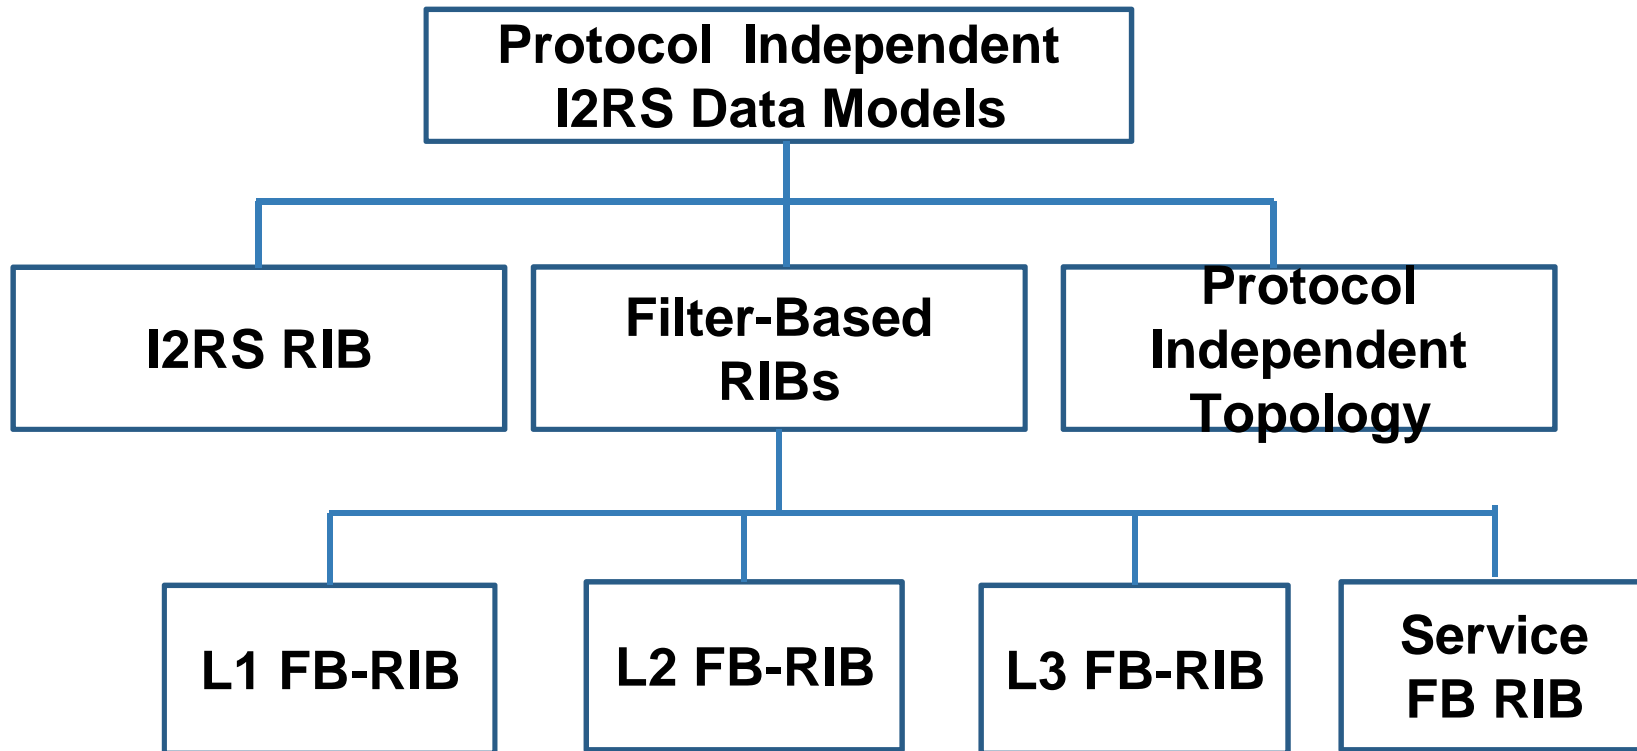 Protocol Independent
I2RS Data Models
I2RS RIB
Filter-Based
RIBs
Protocol
Independent
Topology
L1 FB-RIB
L2 FB-RIB
L3 FB-RIB
Service
FB RIB